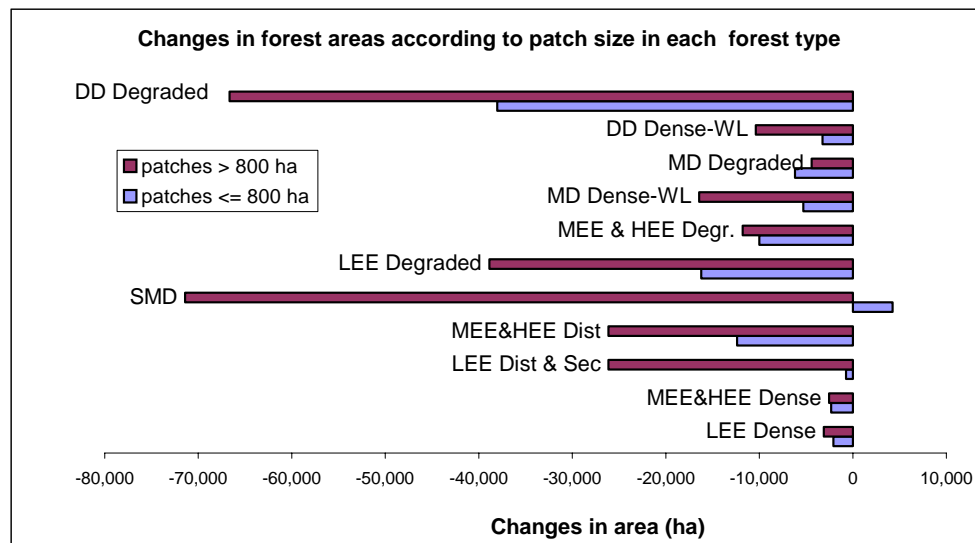 Changes in forest areas according to patch size in each forest type
DD Degraded
DD Dense-WL
patches > 800 ha
patches <= 800 ha
MD Degraded
MD Dense-WL
MEE & HEE Degr.
LEE Degraded
SMD
MEE&HEE Dist
LEE Dist & Sec
MEE&HEE Dense
LEE Dense
-80,000 -70,000 -60,000 -50,000 -40,000 -30,000 -20,000 -10,000 0 10,000
Changes in area (ha)